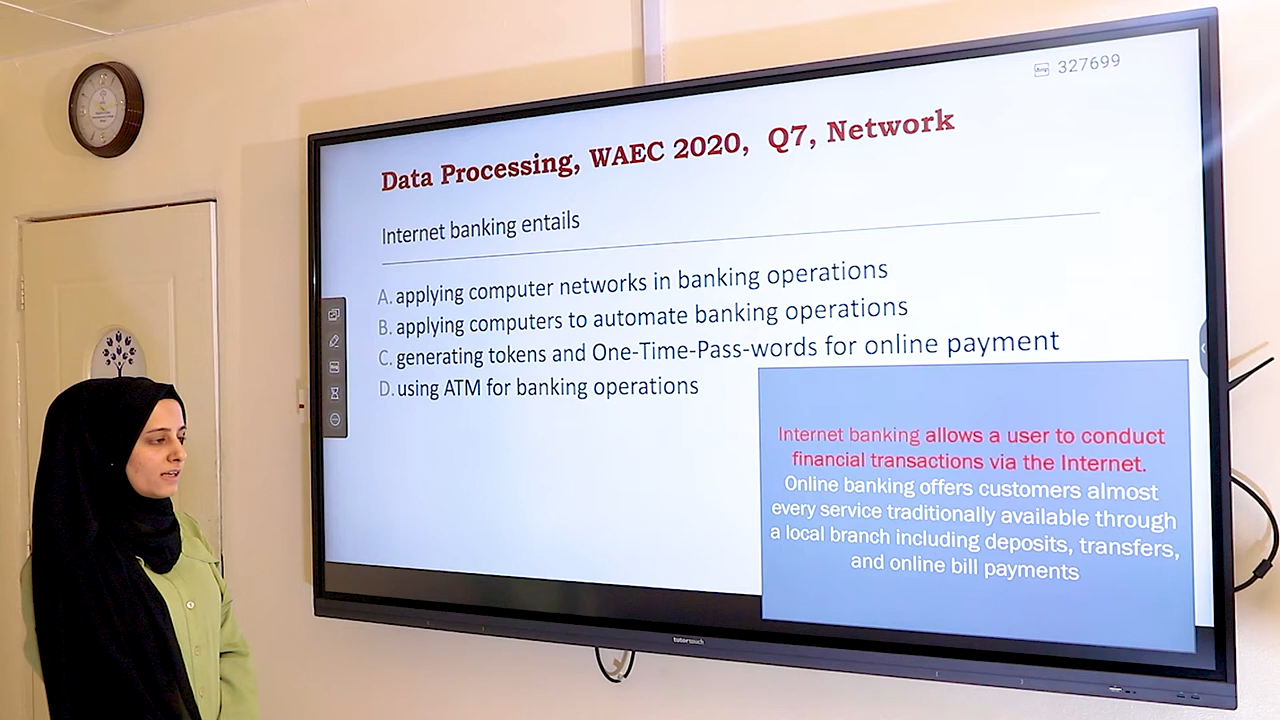 327699
Data Processing, WAEC 2020, Q7, Network
Internet banking entails
A. applying computer networks in banking operations
B. applying computers to automate banking operations
C. generating tokens and One-Time-Pass-words for online payment
D. using ATM for banking operations
Internet banking allows a user to conduct
financial transactions via the Internet.
Online banking offers customers almost
every service traditionally available through
a local branch including deposits, transfers,
and online bill payments
tutortouch